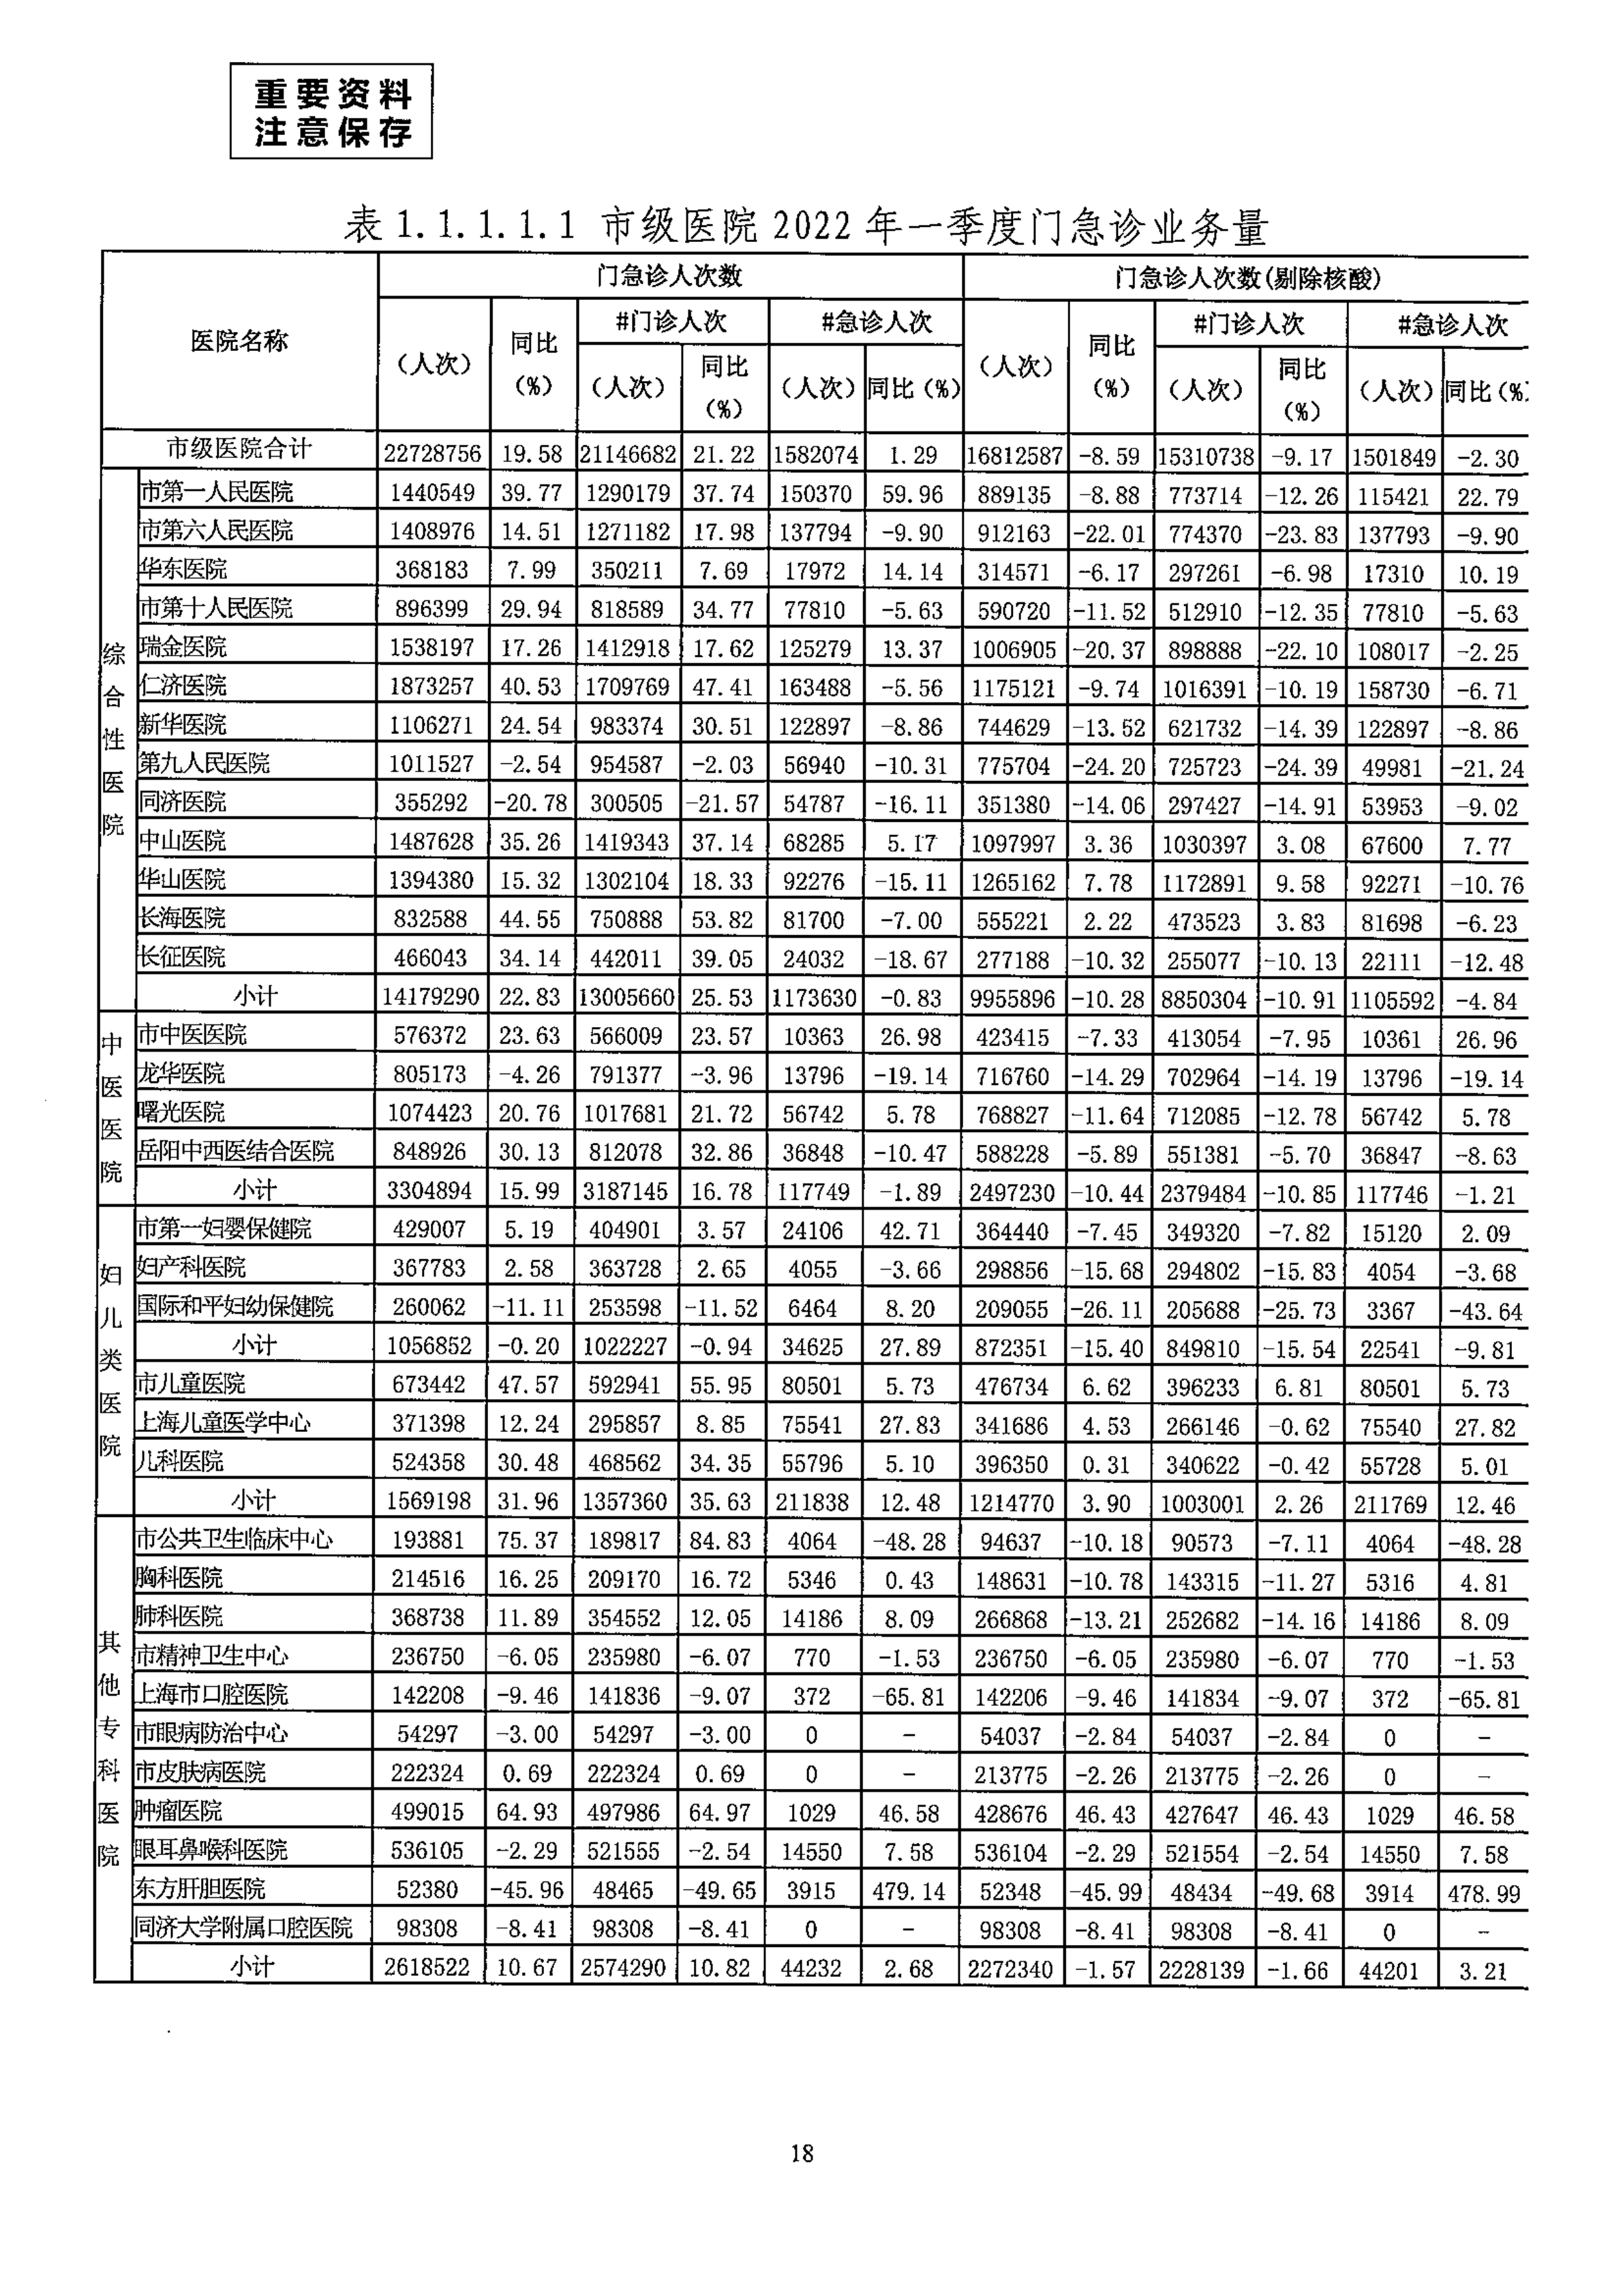 重要资料
注意保存
表1.1.1.1.1 市级医院2022年一季度门急诊业务量
医院名称 门急诊人次数 门急诊人次数(剔除核酸)
(人次) 同比(%) #门诊人次 #急诊人次 (人次) 同比(%) #门诊人次 #急诊人次
(人次) 同比(%) (人次) 同比(%) (人次) 同比(%) (人次) 同比(%
市级医院合计 22728756 19.58 21146682 21.22 1582074 1.29 16812587 -8.59 15310738 -9.17 1501849 -2.30
综合性医院
市第一人民医院 1440549 39.77 1290179 37.74 150370 59.96 889135 -8.88 773714 -12.26 115421 22.79
市第六人民医院 1408976 14.51 1271182 17.98 137794 -9.90 912163 -22.01 774370 -23.83 137793 -9.90
华东医院 368183 7.99 350211 7.69 17972 14.14 314571 -6.17 297261 -6.98 17310 10.19
市第十人民医院 896399 29.94 818589 34.77 77810 -5.63 590720 -11.52 512910 -12.35 77810 -5.63
瑞金医院 1538197 17.26 1412918 17.62 125279 13.37 1006905 -20.37 898888 -22.10 108017 -2.25
仁济医院 1873257 40.53 1709769 47.41 163488 -5.56 1175121 -9.74 1016391 -10.19 158730 -6.71
新华医院 1106271 24.54 983374 30.51 122897 -8.86 744629 -13.52 621732 -14.39 122897 -8.86
第九人民医院 1011527 -2.54 954587 -2.03 56940 -10.31 775704 -24.20 725723 -24.39 49981 -21.24
同济医院 355292 -20.78 300505 -21.57 54787 -16.11 351380 -14.06 297427 -14.91 53953 -9.02
中山医院 1487628 35.26 1419343 37.14 68285 5.17 1097997 3.36 1030397 3.08 67600 7.77
华山医院 1394380 15.32 1302104 18.33 92276 -15.11 1265162 7.78 1172891 9.58 92271 -10.76
长海医院 832588 44.55 750888 53.82 81700 -7.00 555221 2.22 473523 3.83 81698 -6.23
长征医院 466043 34.14 442011 39.05 24032 -18.67 277188 -10.32 255077 -10.13 22111 -12.48
小计 14179290 22.83 13005660 25.53 1173630 -0.83 9955896 -10.28 8850304 -10.91 1105592 -4.84
中医医院
市中医医院 576372 23.63 566009 23.57 10363 26.98 423415 -7.33 413054 -7.95 10361 26.96
龙华医院 805173 -4.26 791377 -3.96 13796 -19.14 716760 -14.29 702964 -14.19 13796 -19.14
曙光医院 1074423 20.76 1017681 21.72 56742 5.78 768827 -11.64 712085 -12.78 56742 5.78
岳阳中西医结合医院 848926 30.13 812078 32.86 36848 -10.47 588228 -5.89 551381 -5.70 36847 -8.63
小计 3304894 15.99 3187145 16.78 117749 -1.89 2497230 -10.44 2379484 -10.85 117746 -1.21
妇儿类医院
市第一妇婴保健院 429007 5.19 404901 3.57 24106 42.71 364440 -7.45 349320 -7.82 15120 2.09
妇产科医院 367783 2.58 363728 2.65 4055 -3.66 298856 -15.68 294802 -15.83 4054 -3.68
国际和平妇幼保健院 260062 -11.11 253598 -11.52 6464 8.20 209055 -26.11 205688 -25.73 3367 -43.64
小计 1056852 -0.20 1022227 -0.94 34625 27.89 872351 -15.40 849810 -15.54 22541 -9.81
市儿童医院 673442 47.57 592941 55.95 80501 5.73 476734 6.62 396233 6.81 80501 5.73
上海儿童医学中心 371398 12.24 295857 8.85 75541 27.83 341686 4.53 266146 -0.62 75540 27.82
儿科医院 524358 30.48 468562 34.35 55796 5.10 396350 0.31 340622 -0.42 55728 5.01
小计 1569198 31.96 1357360 35.63 211838 12.48 1214770 3.90 1003001 2.26 211769 12.46
其他专科医院
市公共卫生临床中心 193881 75.37 189817 84.83 4064 -48.28 94637 -10.18 90573 -7.11 4064 -48.28
胸科医院 214516 16.25 209170 16.72 5346 0.43 148631 -10.78 143315 -11.27 5316 4.81
肺科医院 368738 11.89 354552 12.05 14186 8.09 266868 -13.21 252682 -14.16 14186 8.09
市精神卫生中心 236750 -6.05 235980 -6.07 770 -1.53 236750 -6.05 235980 -6.07 770 -1.53
上海市口腔医院 142208 -9.46 141836 -9.07 372 -65.81 142206 -9.46 141834 -9.07 372 -65.81
市眼病防治中心 54297 -3.00 54297 -3.00 0 - 54037 -2.84 54037 -2.84 0 -
市皮肤病医院 222324 0.69 222324 0.69 0 - 213775 -2.26 213775 -2.26 0 -
肿瘤医院 499015 64.93 497986 64.97 1029 46.58 428676 46.43 427647 46.43 1029 46.58
眼耳鼻喉科医院 536105 -2.29 521555 -2.54 14550 7.58 536104 -2.29 521554 -2.54 14550 7.58
东方肝胆医院 52380 -45.96 48465 -49.65 3915 479.14 52348 -45.99 48434 -49.68 3914 478.99
同济大学附属口腔医院 98308 -8.41 98308 -8.41 0 - 98308 -8.41 98308 -8.41 0 -
小计 2618522 10.67 2574290 10.82 44232 2.68 2272340 -1.57 2228139 -1.66 44201 3.21
18